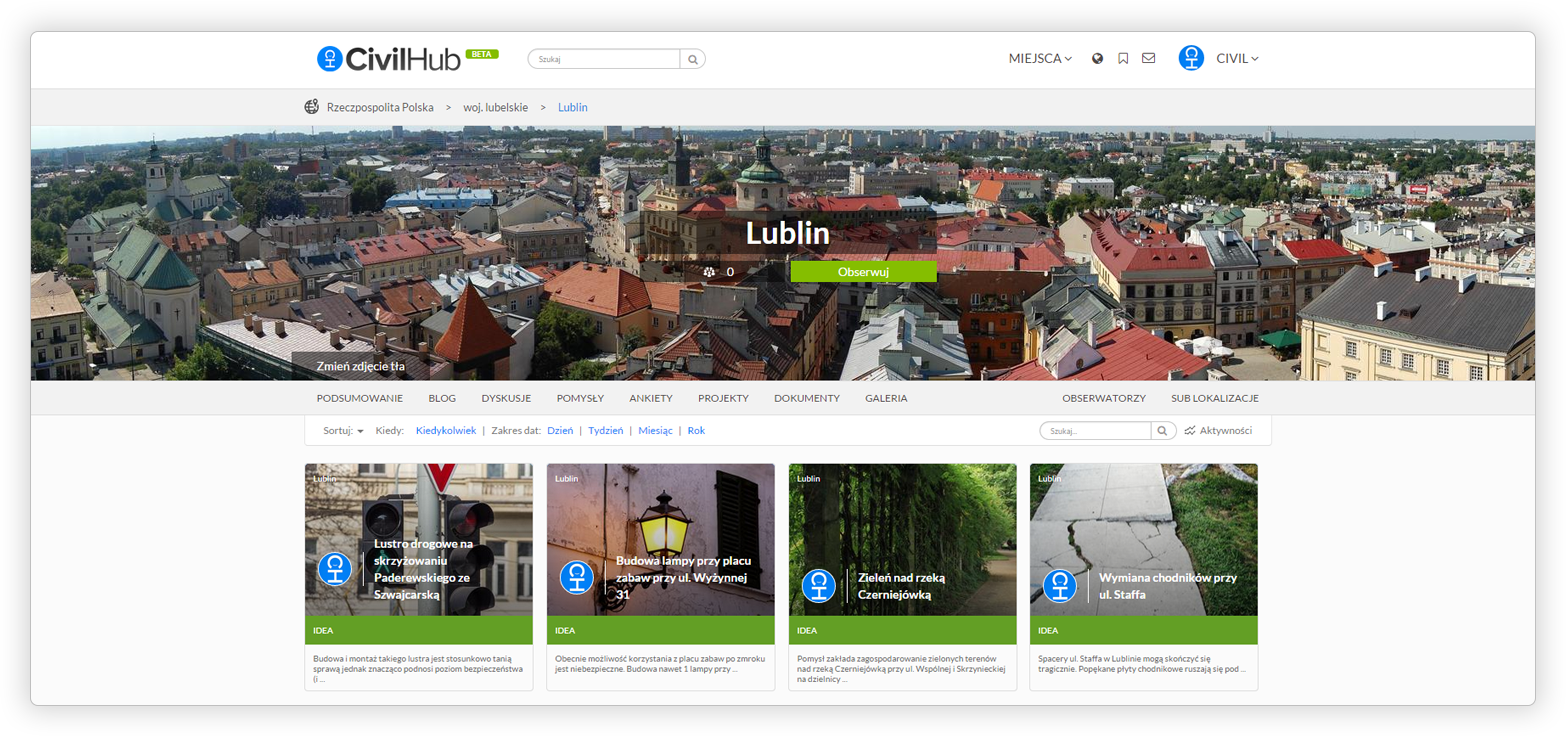 CivilHub BETA
Szukaj
MIEJSCA
CIVIL
Rzeczpospolita Polska > woj. lubelskie > Lublin
Lublin
0
Obserwuj
Zmień zdjęcie tła
PODSUMOWANIE BLOG DYSKUSJE POMYSŁY ANKIETY PROJEKTY DOKUMENTY GALERIA OBSERWATORZY SUB LOKALIZACJE
Sortuj: Kiedy: Kiedykolwiek | Zakres dat: Dzień | Tydzień | Miesiąc | Rok
Szukaj...
Aktywności
Lublin
Lustro drogowe na
skrzyżowaniu
Paderewskiego ze
Szwajcarską
IDEA
Budowa i montaż takiego lustra jest stosunkowo tanią
sprawą jednak znacząco podnosi poziom bezpieczeństwa
(i ...
Lublin
Budowa lampy przy placu
zabaw przy ul. Wyżynnej
31
IDEA
Obecnie możliwość korzystania z placu zabaw po zmroku
jest niebezpieczne. Budowa nawet 1 lampy przy ...
Lublin
Zieleń nad rzeką
Czerniejówką
IDEA
Pomysł zakłada zagospodarowanie zielonych terenów
nad rzeką Czerniejówką przy ul. Wspólnej i Skrzynieckiej
na dzielnicy ...
Lublin
Wymiana chodników przy
ul. Staffa
IDEA
Spacery ul. Staffa w Lublinie mogą skończyć się
tragicznie. Popękane płyty chodnikowe ruszają się pod ...